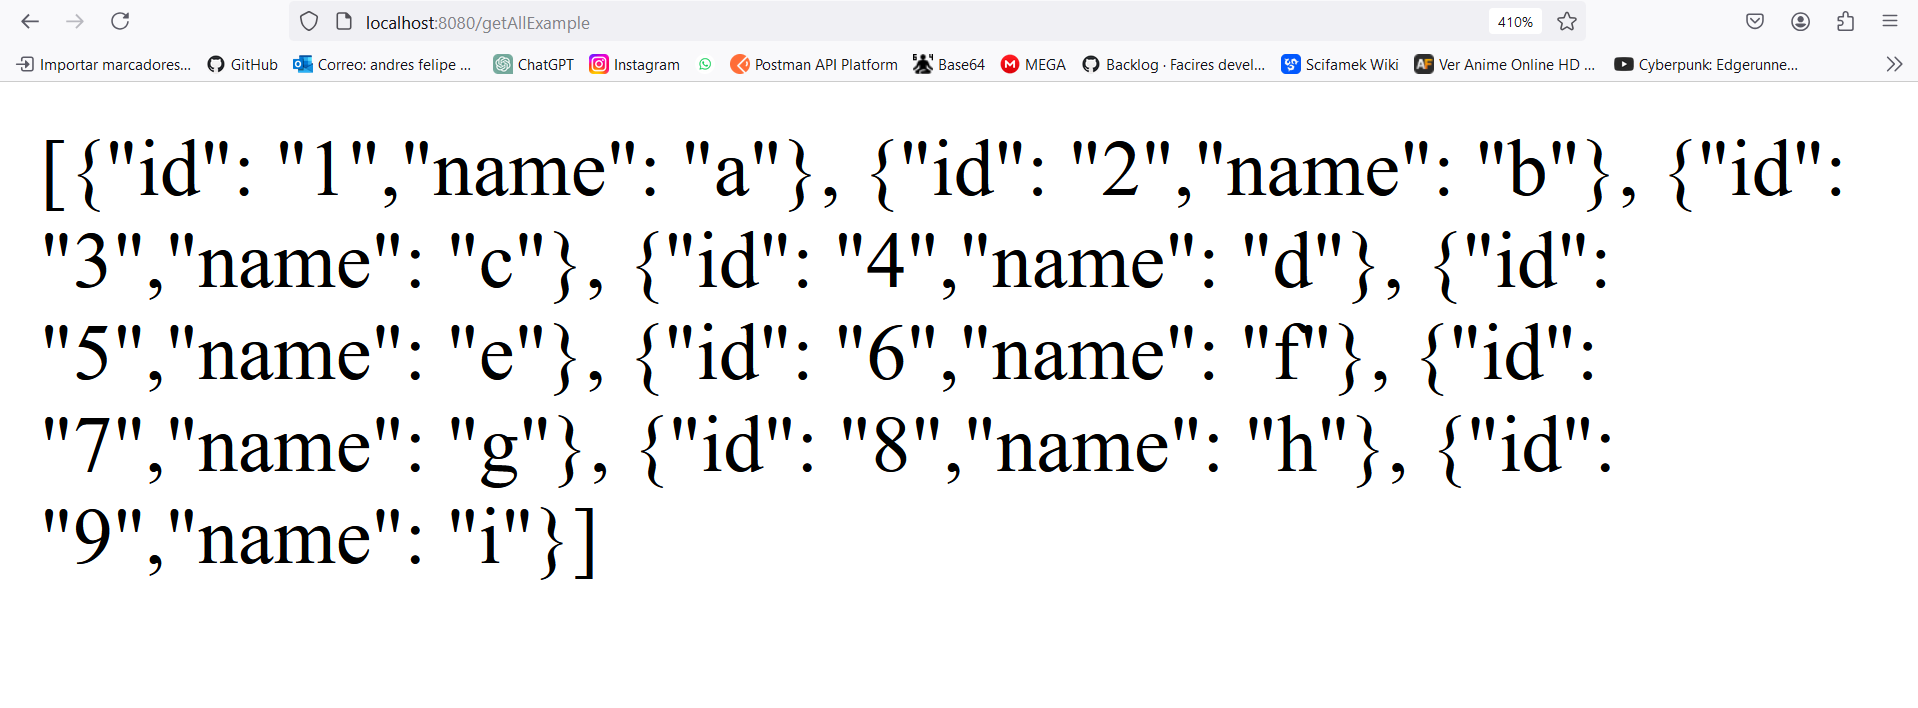 localhost:8080/getAllExample
410%
Importar marcadores... GitHub Correo: andres felipe ... ChatGPT Instagram Postman API Platform Base64 MEGA Backlog · Facires devel... Scifamek Wiki Ver Anime Online HD ... Cyberpunk: Edgerunne...
[{"id": "1","name": "a"}, {"id": "2","name": "b"}, {"id":
"3","name": "c"}, {"id": "4","name": "d"}, {"id":
"5","name": "e"}, {"id": "6","name": "f"}, {"id":
"7","name": "g"}, {"id": "8","name": "h"}, {"id":
"9","name": "i"}]